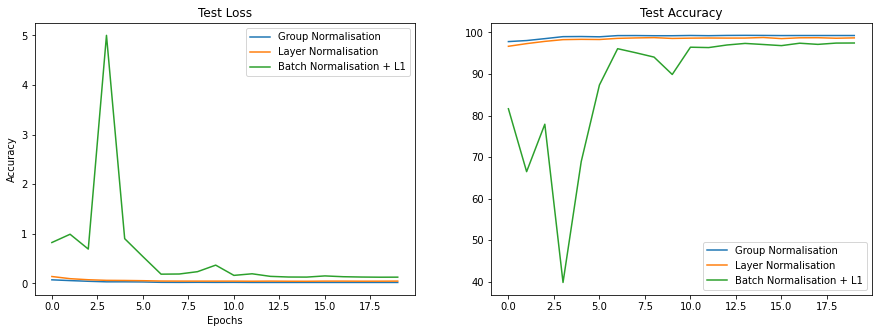 Test Loss
Accuracy
5
4
3
2
1
0
0.0 2.5 5.0 7.5 10.0 12.5 15.0 17.5
Epochs
Group Normalisation
Layer Normalisation
Batch Normalisation + L1
Test Accuracy
100
90
80
70
60
50
40
0.0 2.5 5.0 7.5 10.0 12.5 15.0 17.5
Group Normalisation
Layer Normalisation
Batch Normalisation + L1